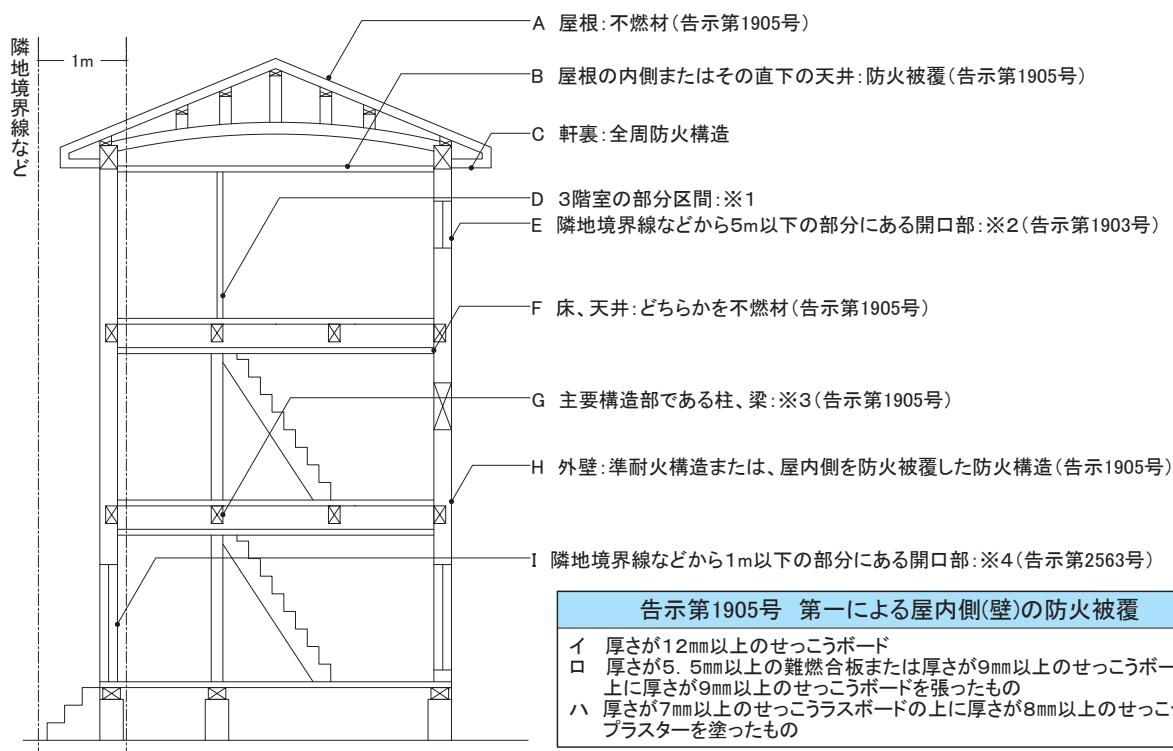 隣地境界線など
1m
A 屋根：不燃材（告示第1905号）
B 屋根の内側またはその直下の天井：防火被覆（告示第1905号）
C 軒裏：全周防火構造
D 3階室の部分区間：※1
E 隣地境界線などから5m以下の部分にある開口部：※2（告示第1903号）
F 床、天井：どちらかを不燃材（告示第1905号）
G 主要構造部である柱、梁：※3（告示第1905号）
H 外壁：準耐火構造または、屋内側を防火被覆した防火構造（告示1905号）
I 隣地境界線などから1m以下の部分にある開口部：※4（告示第2563号）
告示第1905号 第一による屋内側（壁）の防火被覆
イ 厚さが12㎜以上のせっこうボード
ロ 厚さが5．5㎜以上の難燃合板または厚さが9㎜以上のせっこうボー
上に厚さが9㎜以上のせっこうボードを張ったもの
ハ 厚さが7㎜以上のせっこうラスボードの上に厚さが8㎜以上のせっこ
プラスターを塗ったもの